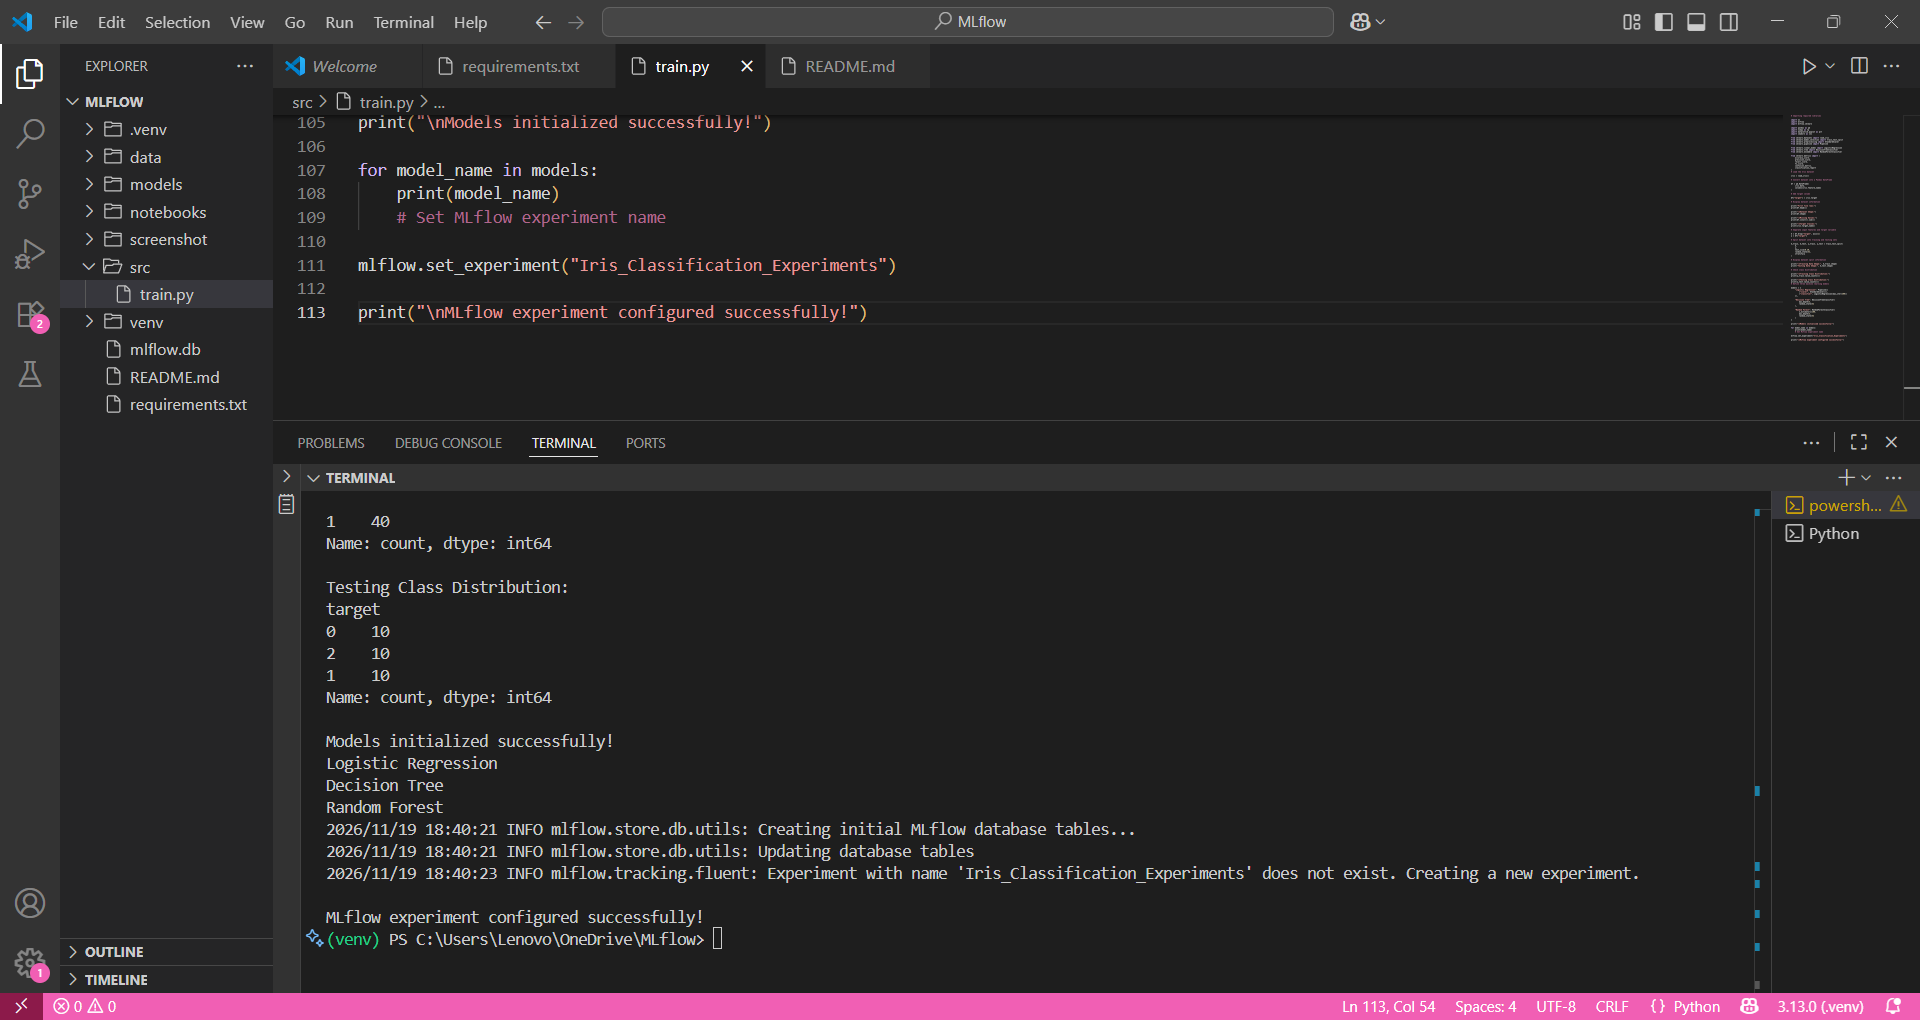 File Edit Selection View Go Run Terminal Help
MLflow
EXPLORER
MLFLOW
.venv
data
models
notebooks
screenshot
src
train.py
venv
mlflow.db
README.md
requirements.txt
OUTLINE
TIMELINE
2
1
Welcome requirements.txt train.py README.md
src > train.py > ...
105 print("\nModels initialized successfully!")
106
107 for model_name in models:
108 print(model_name)
109 # Set MLflow experiment name
110
111 mlflow.set_experiment("Iris_Classification_Experiments")
112
113 print("\nMLflow experiment configured successfully!")
PROBLEMS DEBUG CONSOLE TERMINAL PORTS
TERMINAL
powersh...
Python
1 40
Name: count, dtype: int64
Testing Class Distribution:
target
0 10
2 10
1 10
Name: count, dtype: int64
Models initialized successfully!
Logistic Regression
Decision Tree
Random Forest
2026/11/19 18:40:21 INFO mlflow.store.db.utils: Creating initial MLflow database tables...
2026/11/19 18:40:21 INFO mlflow.store.db.utils: Updating database tables
2026/11/19 18:40:23 INFO mlflow.tracking.fluent: Experiment with name 'Iris_Classification_Experiments' does not exist. Creating a new experiment.
MLflow experiment configured successfully!
(venv) PS C:\Users\Lenovo\OneDrive\MLflow>
0 0
Ln 113, Col 54 Spaces: 4 UTF-8 CRLF {} Python 3.13.0 (.venv)